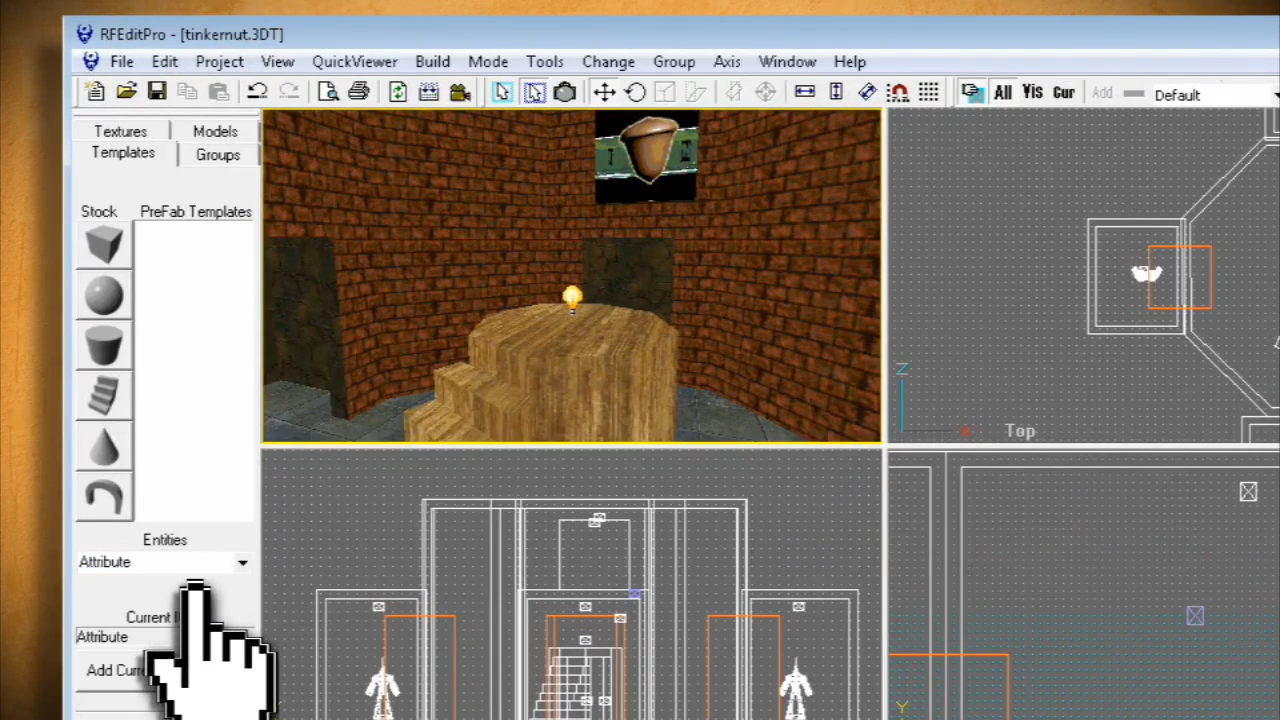 RFEditPro - [tinkernut.3DT]
File Edit Project View QuickViewer Build Mode Tools Change Group Axis Window Help
All Vis Cur Add Default
Textures Models
Templates Groups
Stock PreFab Templates
Entities
Attribute
Current
Attribute
Add
T N
Z X Top
Y